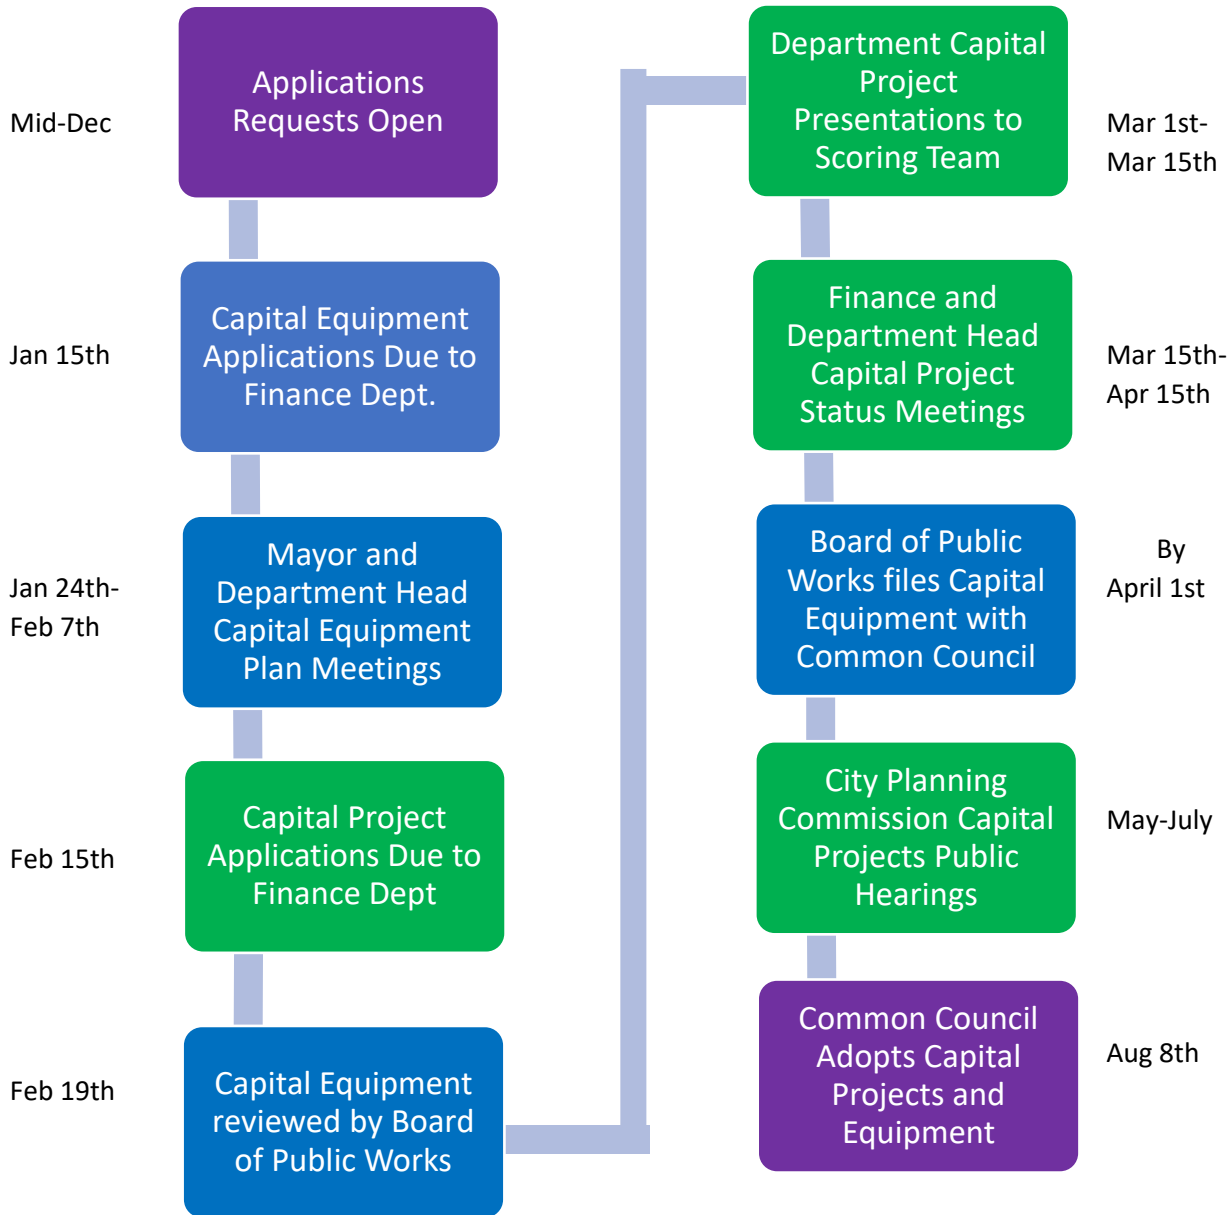 Mid-Dec
Applications
Requests Open
Jan 15th
Capital Equipment
Applications Due to
Finance Dept.
Jan 24th-
Feb 7th
Mayor and
Department Head
Capital Equipment
Plan Meetings
Feb 15th
Capital Project
Applications Due to
Finance Dept
Feb 19th
Capital Equipment
reviewed by Board
of Public Works
Department Capital
Project
Presentations to
Scoring Team
Mar 1st-
Mar 15th
Finance and
Department Head
Capital Project
Status Meetings
Mar 15th-
Apr 15th
Board of Public
Works files Capital
Equipment with
Common Council
By
April 1st
City Planning
Commission Capital
Projects Public
Hearings
May-July
Common Council
Adopts Capital
Projects and
Equipment
Aug 8th